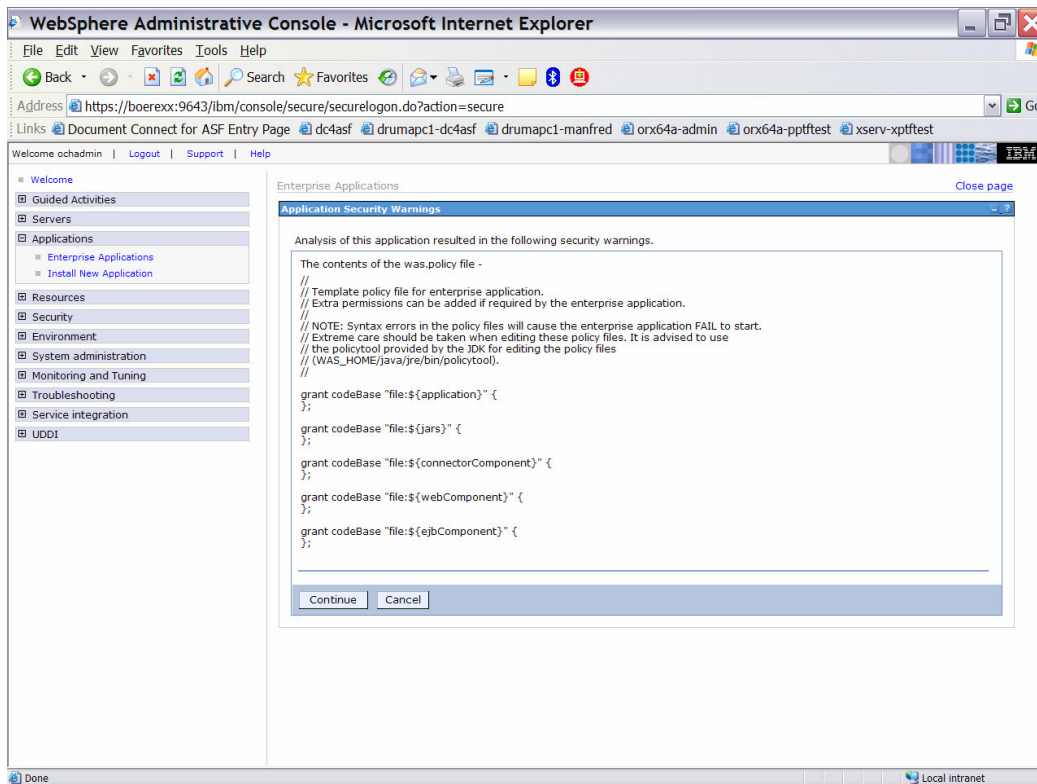 WebSphere Administrative Console - Microsoft Internet Explorer
File Edit View Favorites Tools Help
Back Search Favorites
Address https://boerexx:9643/ibm/console/secure/securelogon.do?action=secure Go
Links Document Connect for ASF Entry Page dc4asf drumapc1-dc4asf drumapc1-manfred orx64a-admin orx64a-pptftest xserv-xptftest
Welcome ochadmin | Logout | Support | Help IBM
Welcome
Guided Activities
Servers
Applications
Enterprise Applications
Install New Application
Resources
Security
Environment
System administration
Monitoring and Tuning
Troubleshooting
Service integration
UDDI
Enterprise Applications Close page
Application Security Warnings - ?
Analysis of this application resulted in the following security warnings.
The contents of the was.policy file -
//
// Template policy file for enterprise application.
// Extra permissions can be added if required by the enterprise application.
//
// NOTE: Syntax errors in the policy files will cause the enterprise application FAIL to start.
// Extreme care should be taken when editing these policy files. It is advised to use
// the policytool provided by the JDK for editing the policy files
// (WAS_HOME/java/jre/bin/policytool).
//
grant codeBase "file:${application}" {
};
grant codeBase "file:${jars}" {
};
grant codeBase "file:${connectorComponent}" {
};
grant codeBase "file:${webComponent}" {
};
grant codeBase "file:${ejbComponent}" {
};
Continue Cancel
Done Local intranet